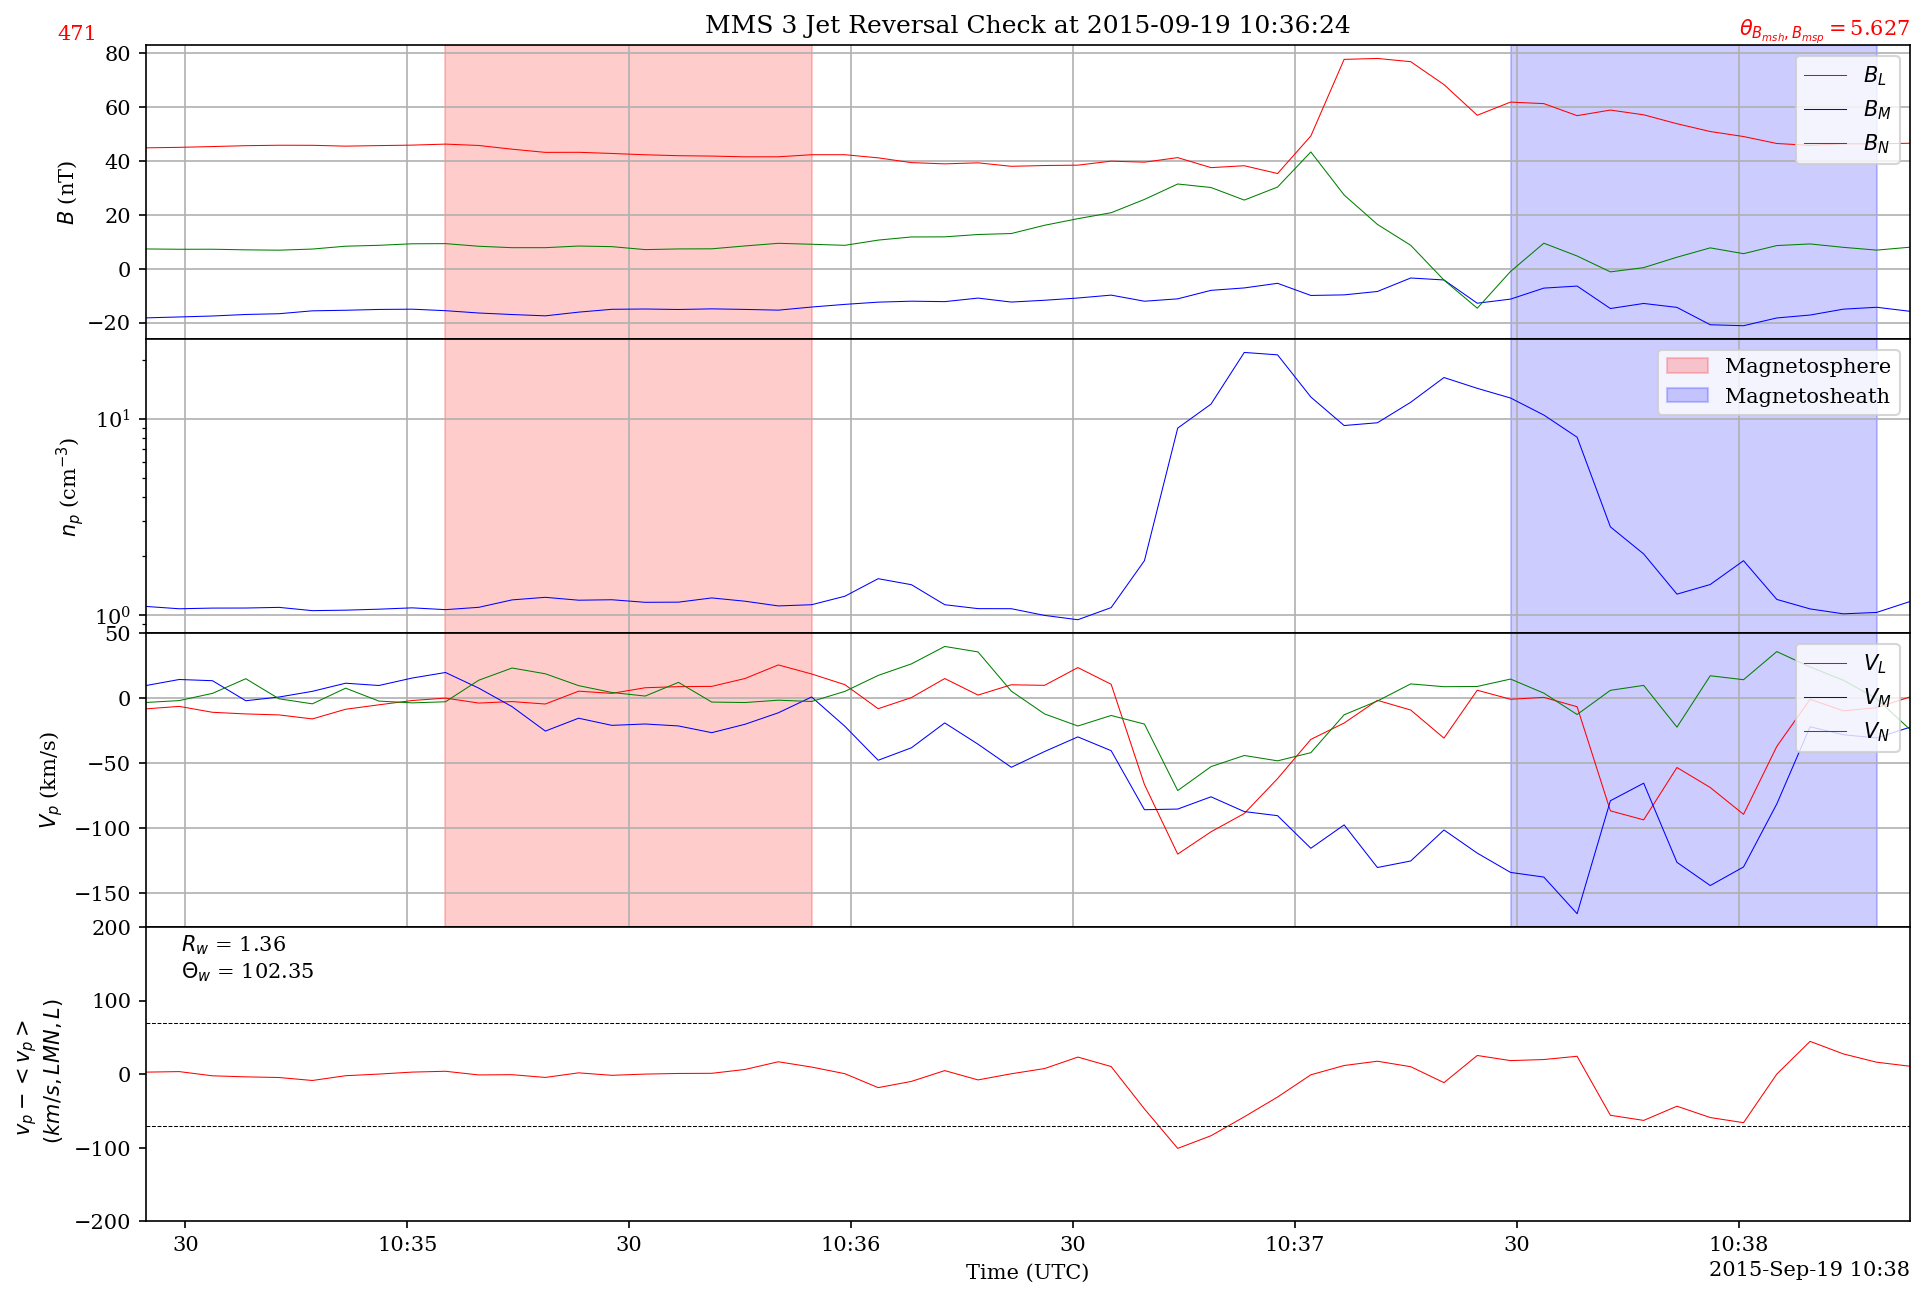 MMS 3 Jet Reversal Check at 2015-09-19 10:36:24
471
θ_{B_{msh}, B_{msp}} = 5.627
80
60
40
20
0
−20
B (nT)
B_L
B_M
B_N
10^1
10^0
n_p (cm^{−3})
Magnetosphere
Magnetosheath
50
0
−50
−100
−150
V_p (km/s)
V_L
V_M
V_N
200
100
0
−100
−200
v_p − < v_p >
(km/s, LMN, L)
R_w = 1.36
Θ_w = 102.35
30 10:35 30 10:36 30 10:37 30 10:38
Time (UTC)
2015-Sep-19 10:38